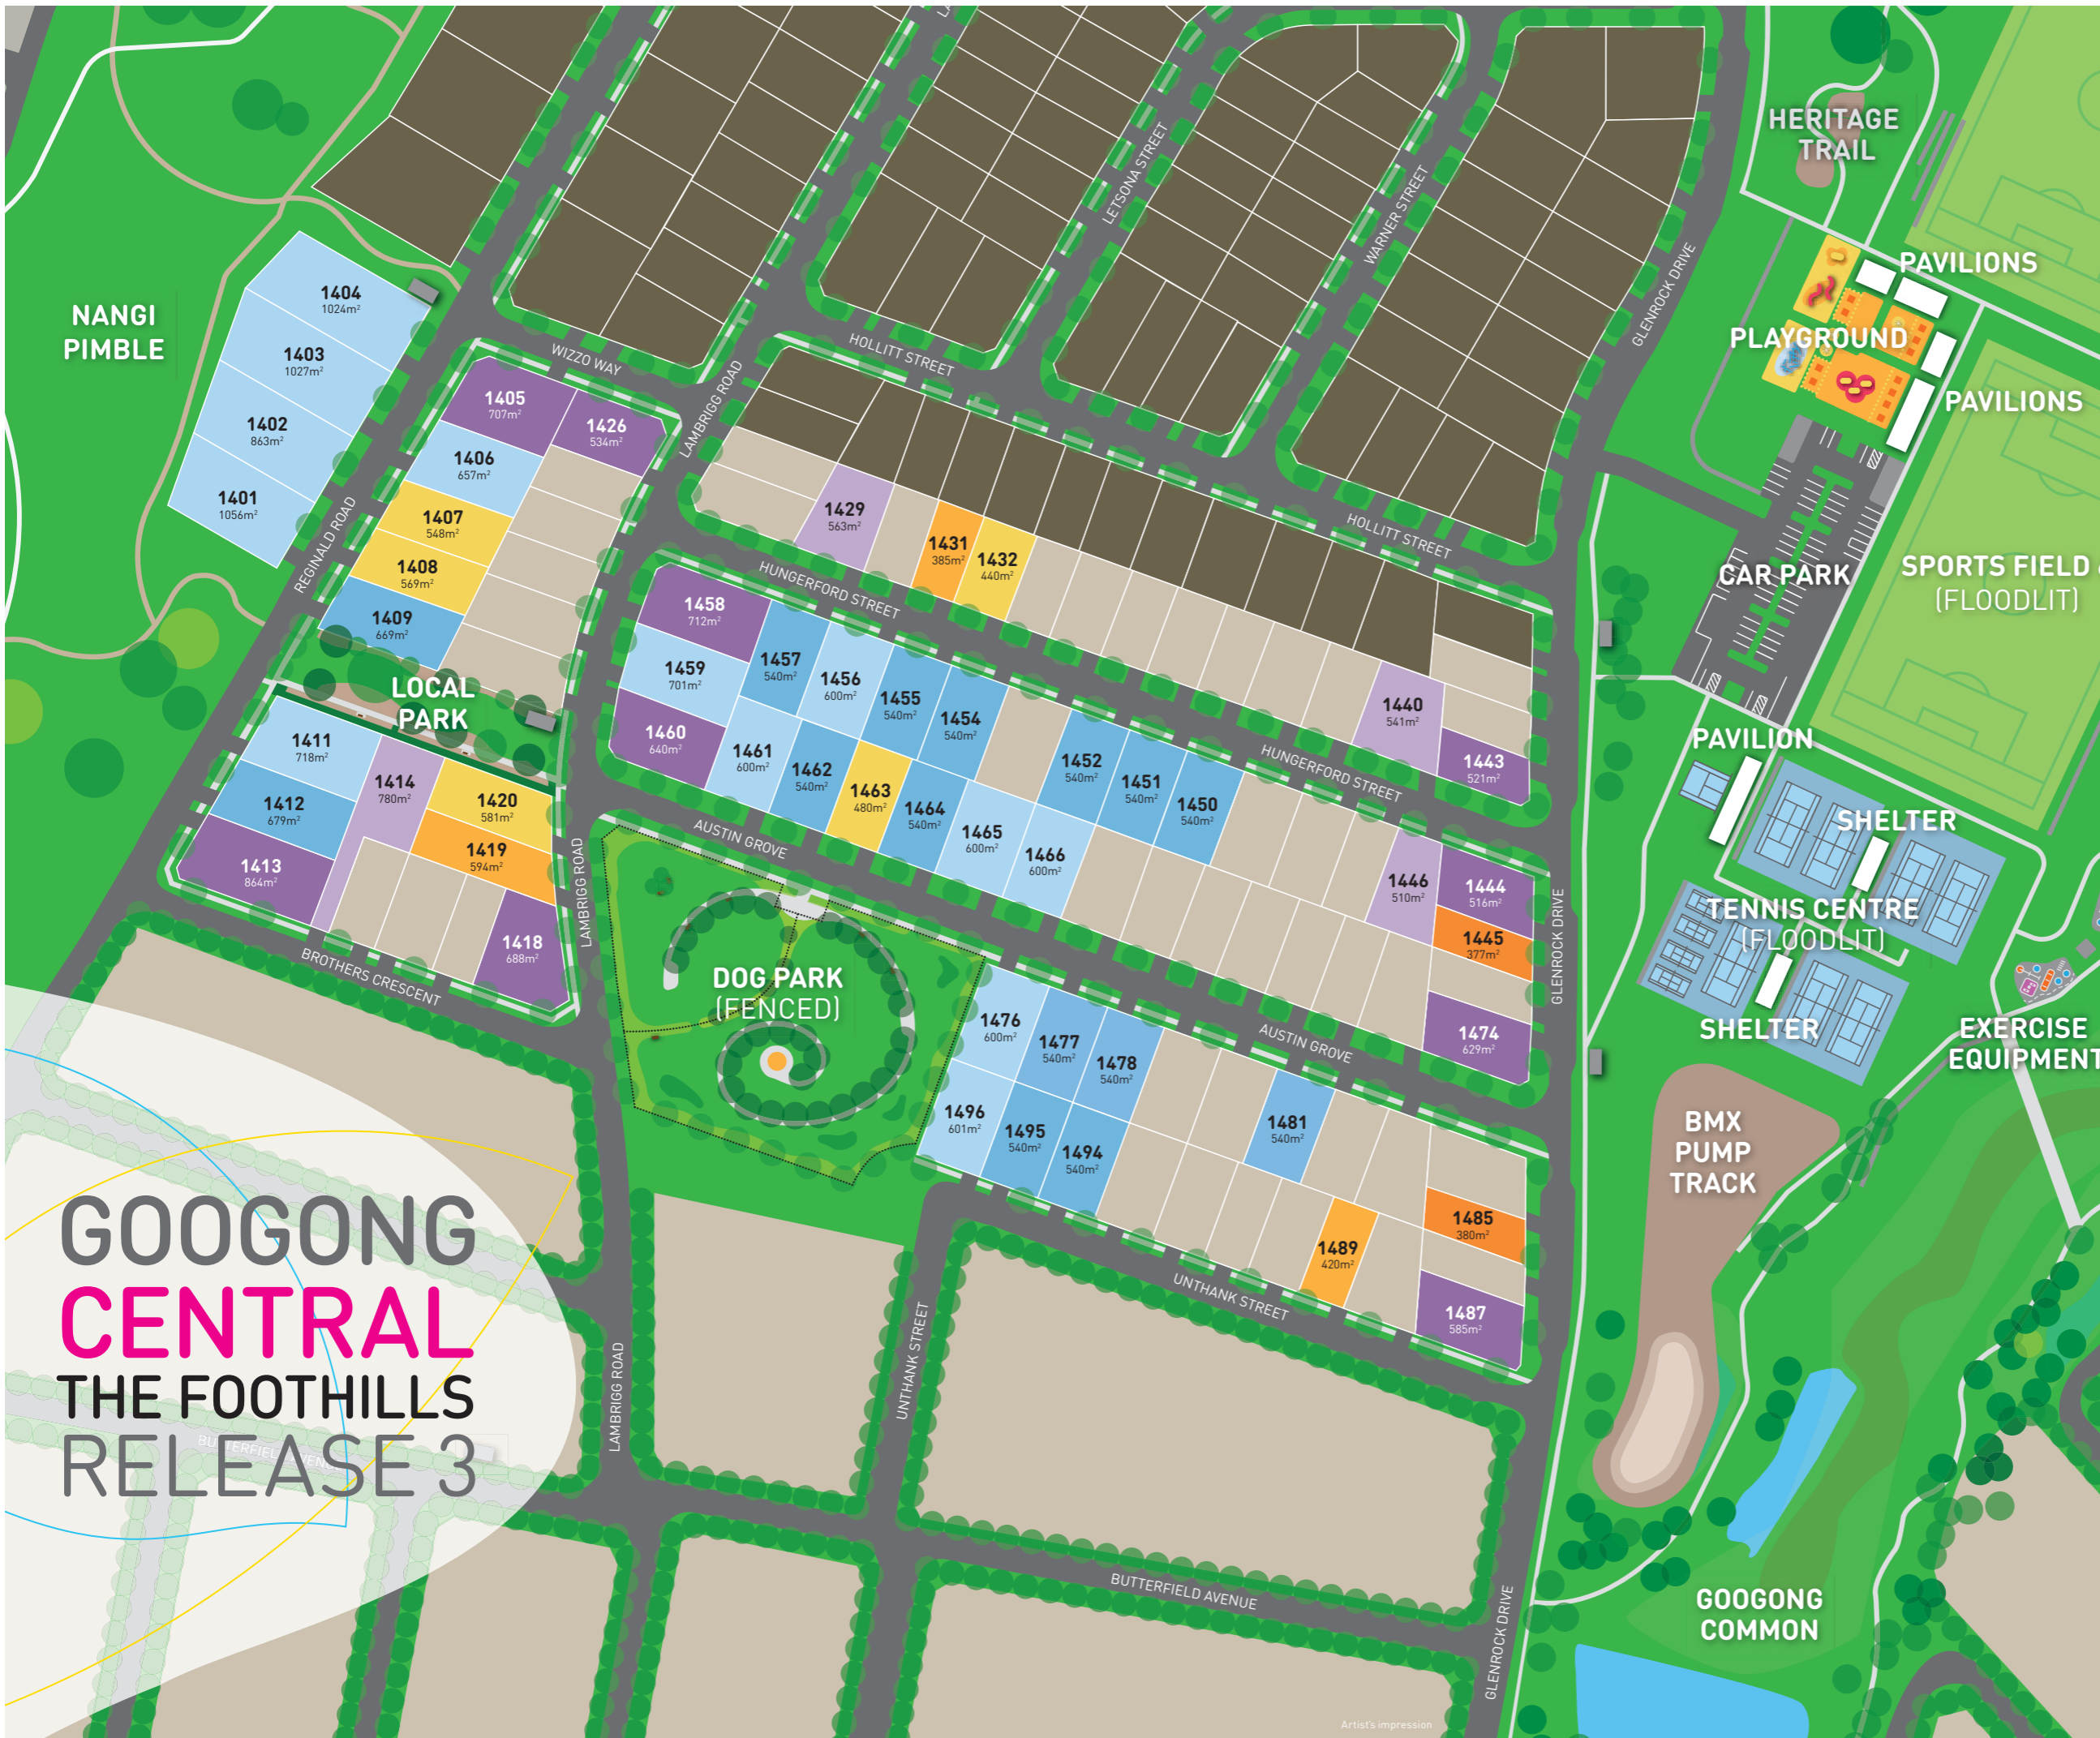 HERITAGE
TRAIL
PAVILIONS
PLAYGROUND
PAVILIONS
NANGI
PIMBLE
LETSONA STREET
WARNER STREET
GLENROCK DRIVE
WIZZO WAY
HOLLITT STREET
LAMBRIGG ROAD
1404
1024m²
1403
1027m²
1402
863m²
1401
1056m²
REGINALD ROAD
1405
707m²
1426
534m²
1406
657m²
1407
548m²
1408
569m²
1409
669m²
1429
563m²
1431
385m²
1432
440m²
HOLLITT STREET
CAR PARK
SPORTS FIELD
(FLOODLIT)
HUNGERFORD STREET
1458
712m²
1457
540m²
1456
600m²
1455
540m²
1454
540m²
1459
701m²
1460
640m²
1461
600m²
1462
540m²
1463
480m²
1464
540m²
1465
600m²
1466
600m²
1452
540m²
1451
540m²
1450
540m²
1440
541m²
1443
521m²
HUNGERFORD STREET
LOCAL
PARK
1411
718m²
1412
679m²
1413
864m²
1414
780m²
1420
581m²
1419
594m²
1418
688m²
LAMBRIGG ROAD
BROTHERS CRESCENT
AUSTIN GROVE
DOG PARK
(FENCED)
1446
510m²
1444
516m²
1445
377m²
1474
629m²
GLENROCK DRIVE
AUSTIN GROVE
PAVILION
SHELTER
TENNIS CENTRE
(FLOODLIT)
SHELTER
EXERCISE
EQUIPMENT
1476
600m²
1477
540m²
1478
540m²
1496
601m²
1495
540m²
1494
540m²
1481
540m²
1485
380m²
1489
420m²
1487
585m²
UNTHANK STREET
BMX
PUMP
TRACK
GOOGONG
CENTRAL
THE FOOTHILLS
RELEASE 3
LAMBRIGG ROAD
UNTHANK STREET
BUTTERFIELD AVENUE
GLENROCK DRIVE
GOOGONG
COMMON
Artist's impression